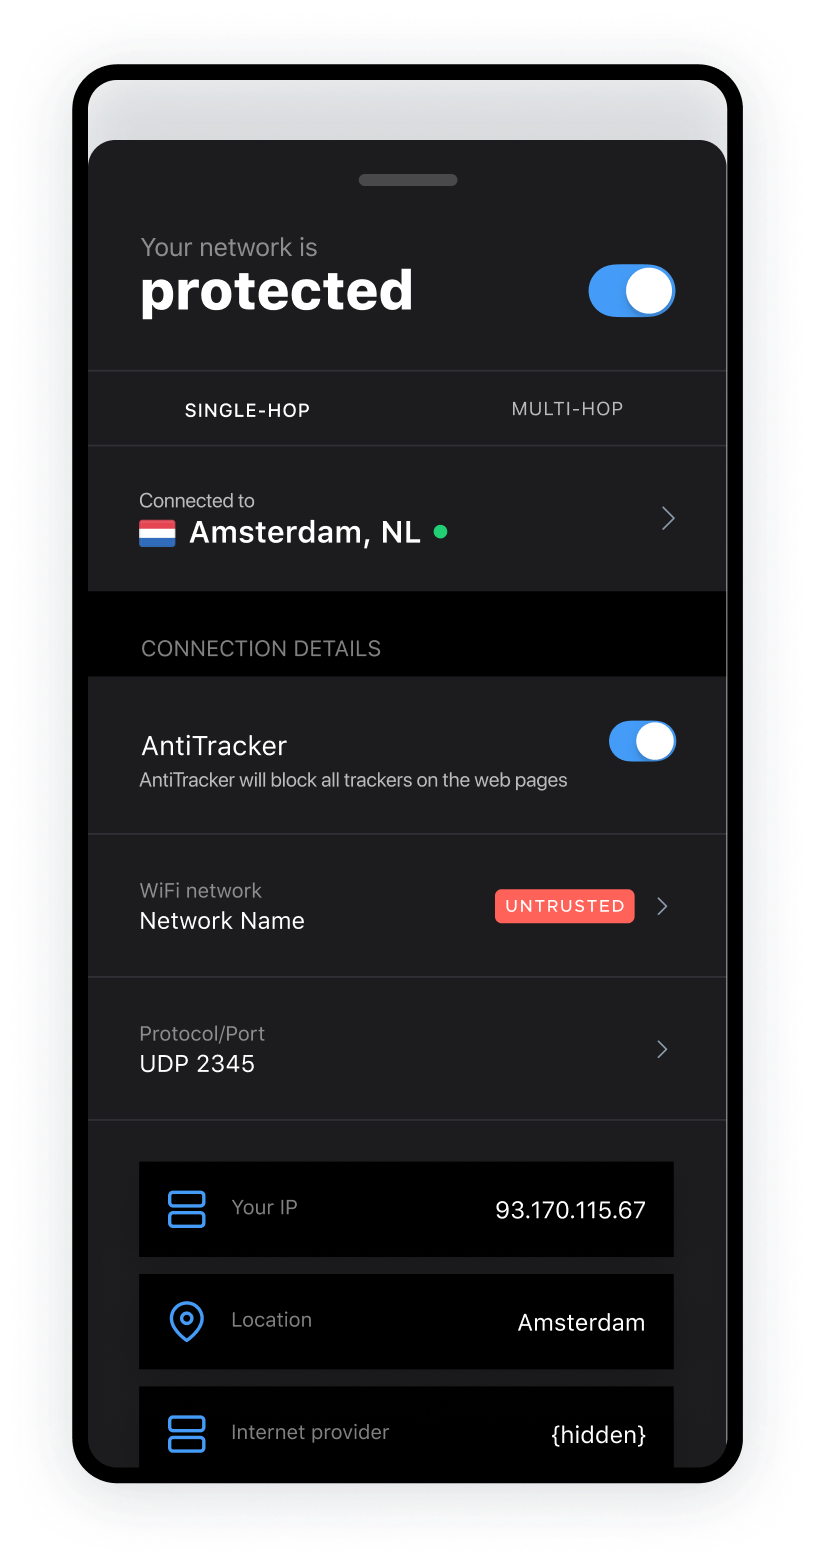 Your network is
protected
SINGLE-HOP MULTI-HOP
Connected to
Amsterdam, NL
CONNECTION DETAILS
AntiTracker
AntiTracker will block all trackers on the web pages
WiFi network
Network Name
UNTRUSTED
Protocol/Port
UDP 2345
Your IP 93.170.115.67
Location Amsterdam
Internet provider {hidden}